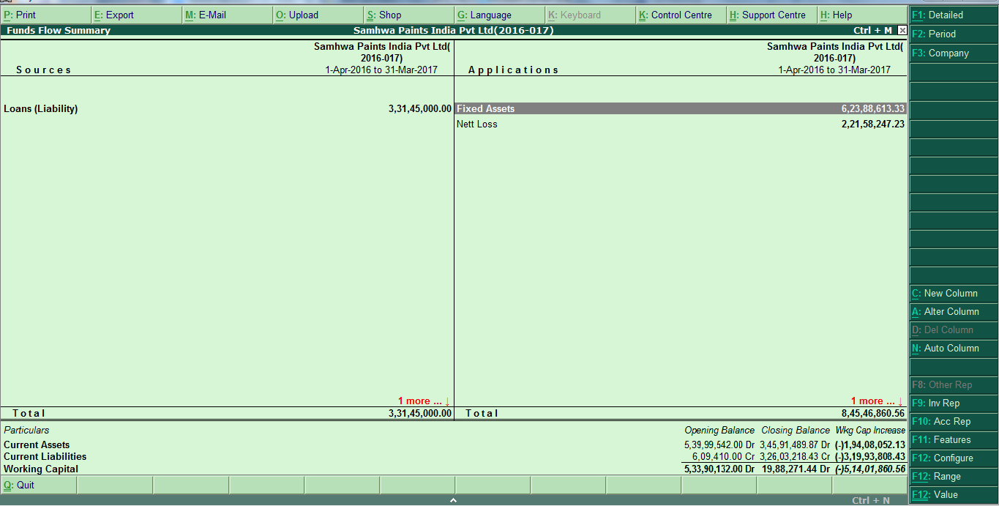 P: Print E: Export M: E-Mail O: Upload S: Shop G: Language K: Keyboard K: Control Centre H: Support Centre H: Help
Funds Flow Summary Samhwa Paints India Pvt Ltd(2016-017) Ctrl + M
Samhwa Paints India Pvt Ltd(
2016-017)
Sources 1-Apr-2016 to 31-Mar-2017
Samhwa Paints India Pvt Ltd(
2016-017)
Applications 1-Apr-2016 to 31-Mar-2017
Loans (Liability) 3,31,45,000.00
Fixed Assets 6,23,88,613.33
Nett Loss 2,21,58,247.23
1 more ... ↓
1 more ... ↓
Total 3,31,45,000.00
Total 8,45,46,860.56
Particulars Opening Balance Closing Balance Wkg Cap Increase
Current Assets 5,39,99,542.00 Dr 3,45,91,489.87 Dr (-)1,94,08,052.13
Current Liabilities 6,09,410.00 Cr 3,26,03,218.43 Cr (-)3,19,93,808.43
Working Capital 5,33,90,132.00 Dr 19,88,271.44 Dr (-)5,14,01,860.56
Q: Quit
Ctrl + N
F1: Detailed
F2: Period
F3: Company
C: New Column
A: Alter Column
D: Del Column
N: Auto Column
F8: Other Rep
F9: Inv Rep
F10: Acc Rep
F11: Features
F12: Configure
F12: Range
F12: Value